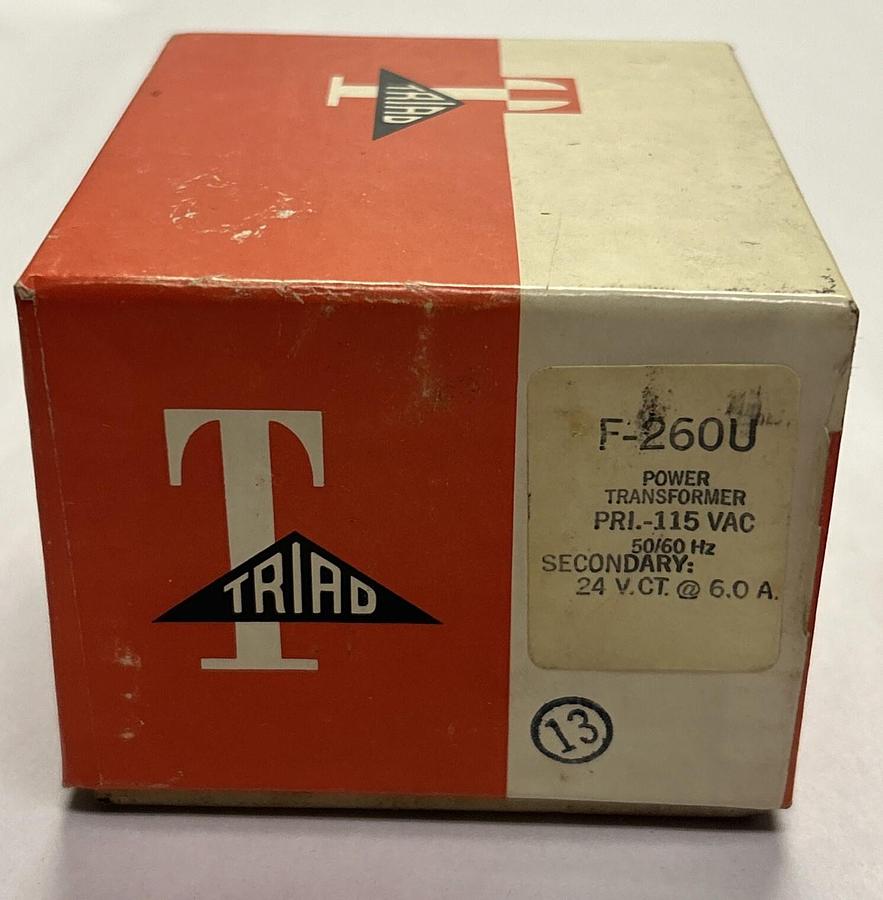 TRIAD
T
T
TRIAD
F-260U
POWER
TRANSFORMER
PRI.-115 VAC
50/60 Hz
SECONDARY:
24 V.CT. @ 6.0 A.
13